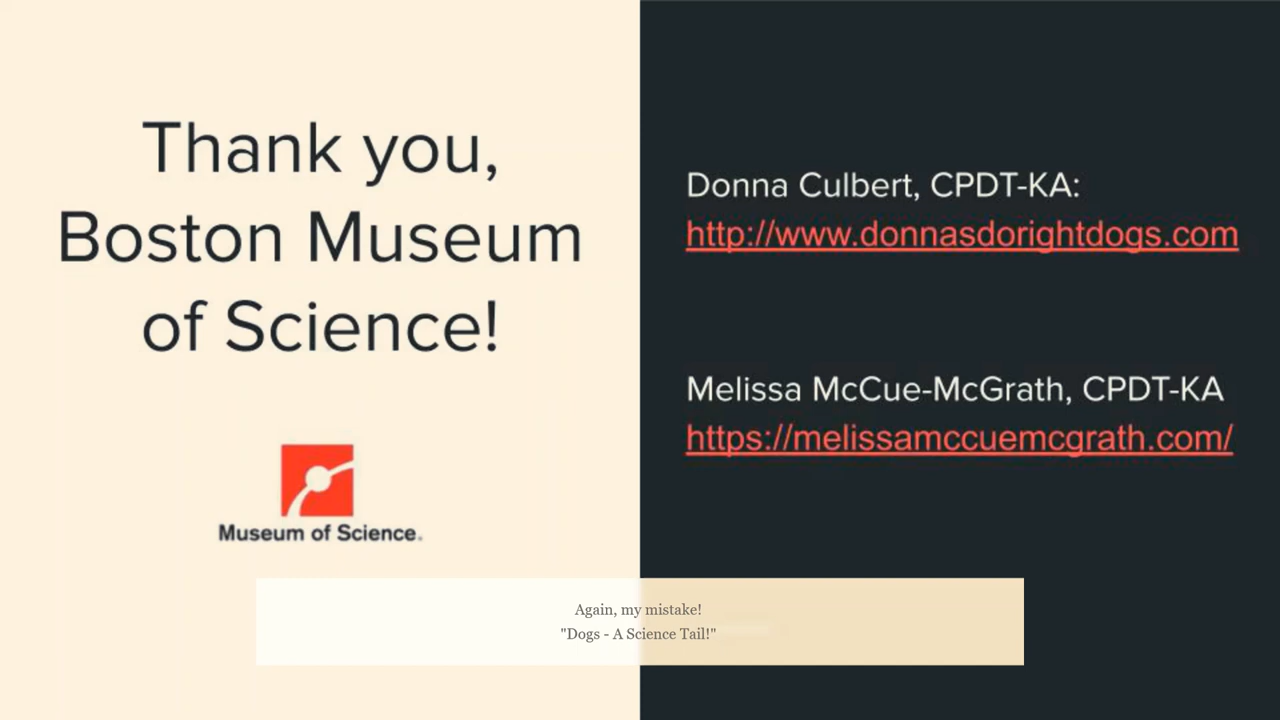 Thank you,
Boston Museum
of Science!
Museum of Science.
Donna Culbert, CPDT-KA:
http://www.donnasdorightdogs.com
Melissa McCue-McGrath, CPDT-KA
https://melissamccuemcgrath.com/
Again, my mistake!
"Dogs - A Science Tail!"